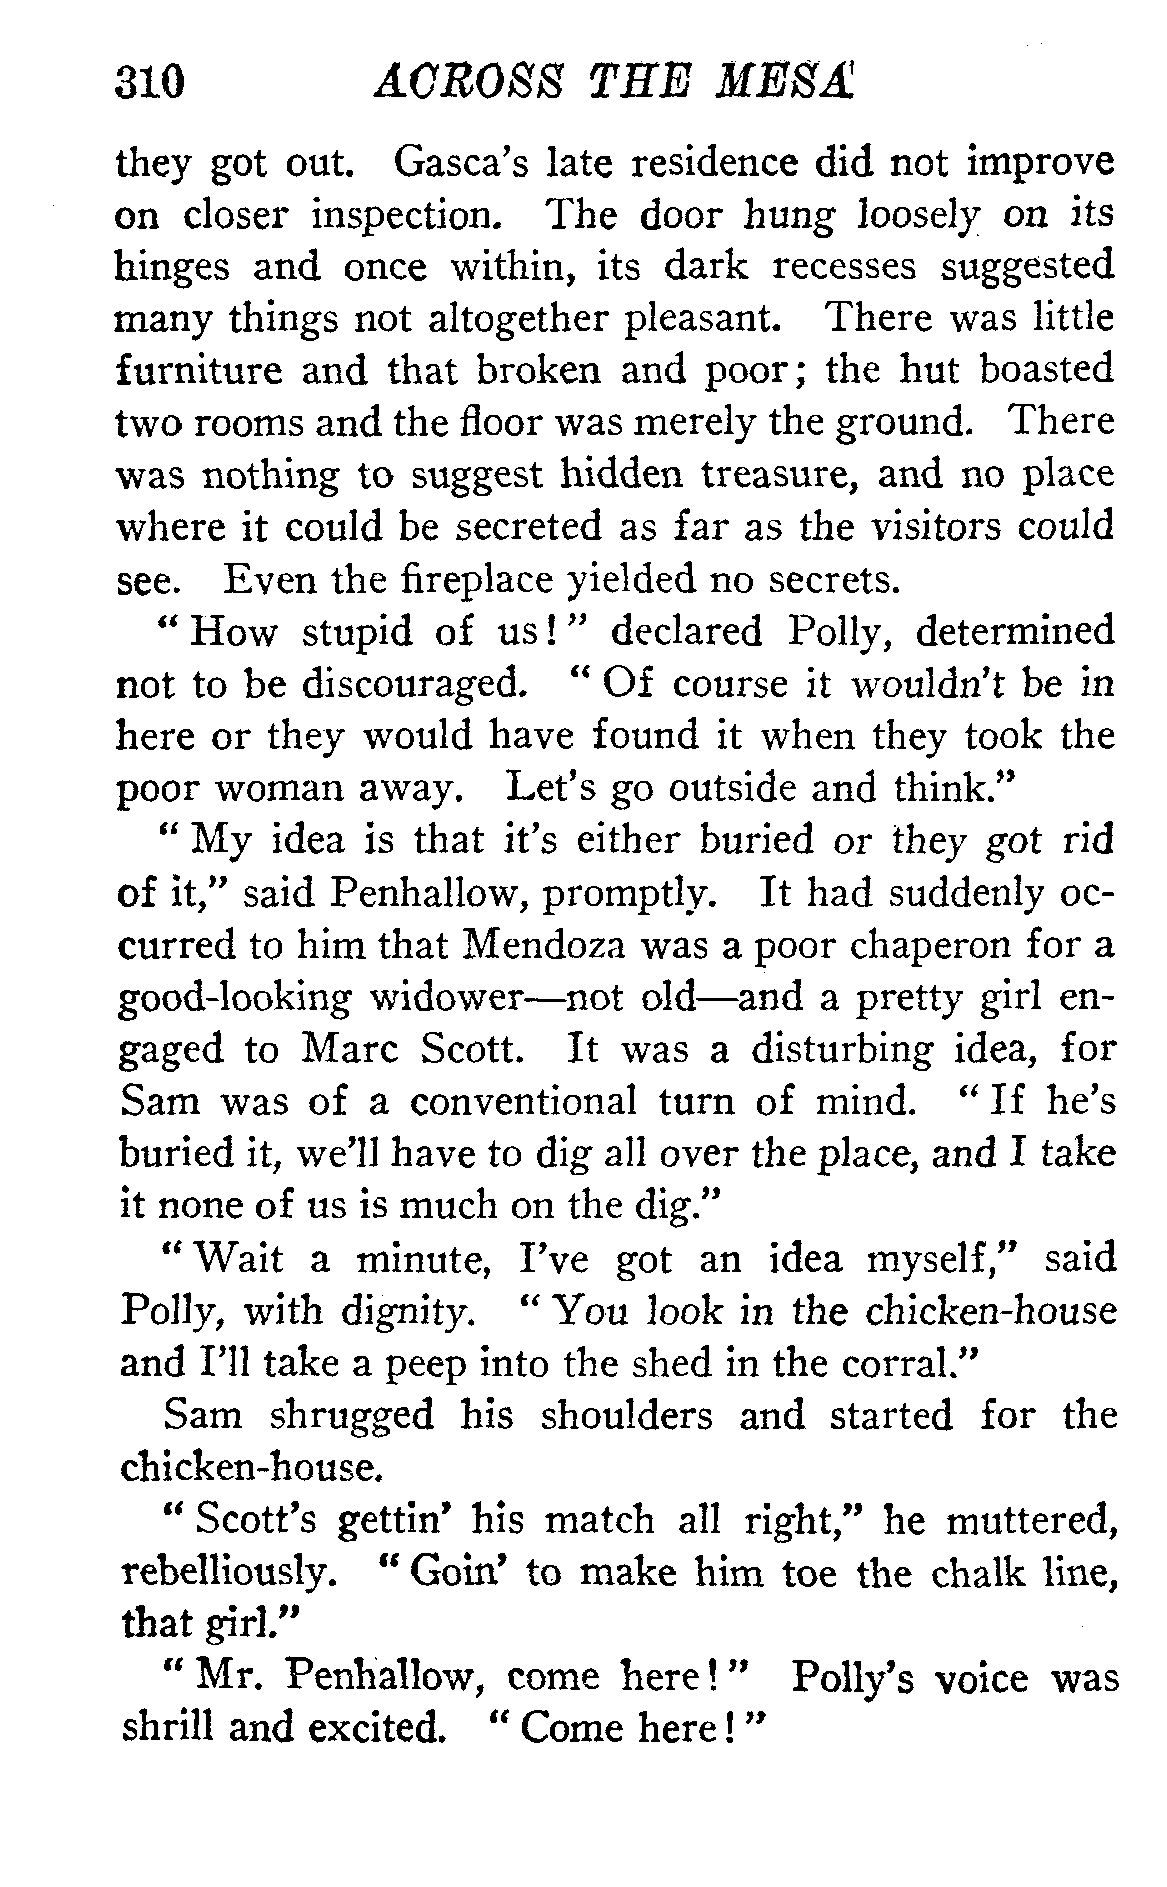 310 ACROSS THE MESA
they got out. Gasca's late residence did not improve
on closer inspection. The door hung loosely on its
hinges and once within, its dark recesses suggested
many things not altogether pleasant. There was little
furniture and that broken and poor; the hut boasted
two rooms and the floor was merely the ground. There
was nothing to suggest hidden treasure, and no place
where it could be secreted as far as the visitors could
see. Even the fireplace yielded no secrets.
"How stupid of us!" declared Polly, determined
not to be discouraged. "Of course it wouldn't be in
here or they would have found it when they took the
poor woman away. Let's go outside and think."
"My idea is that it's either buried or they got rid
of it," said Penhallow, promptly. It had suddenly oc-
curred to him that Mendoza was a poor chaperon for a
good-looking widower—not old—and a pretty girl en-
gaged to Marc Scott. It was a disturbing idea, for
Sam was of a conventional turn of mind. "If he's
buried it, we'll have to dig all over the place, and I take
it none of us is much on the dig."
"Wait a minute, I've got an idea myself," said
Polly, with dignity. "You look in the chicken-house
and I'll take a peep into the shed in the corral."
Sam shrugged his shoulders and started for the
chicken-house.
"Scott's gettin' his match all right," he muttered,
rebelliously. "Goin' to make him toe the chalk line,
that girl."
"Mr. Penhallow, come here!" Polly's voice was
shrill and excited. "Come here!"